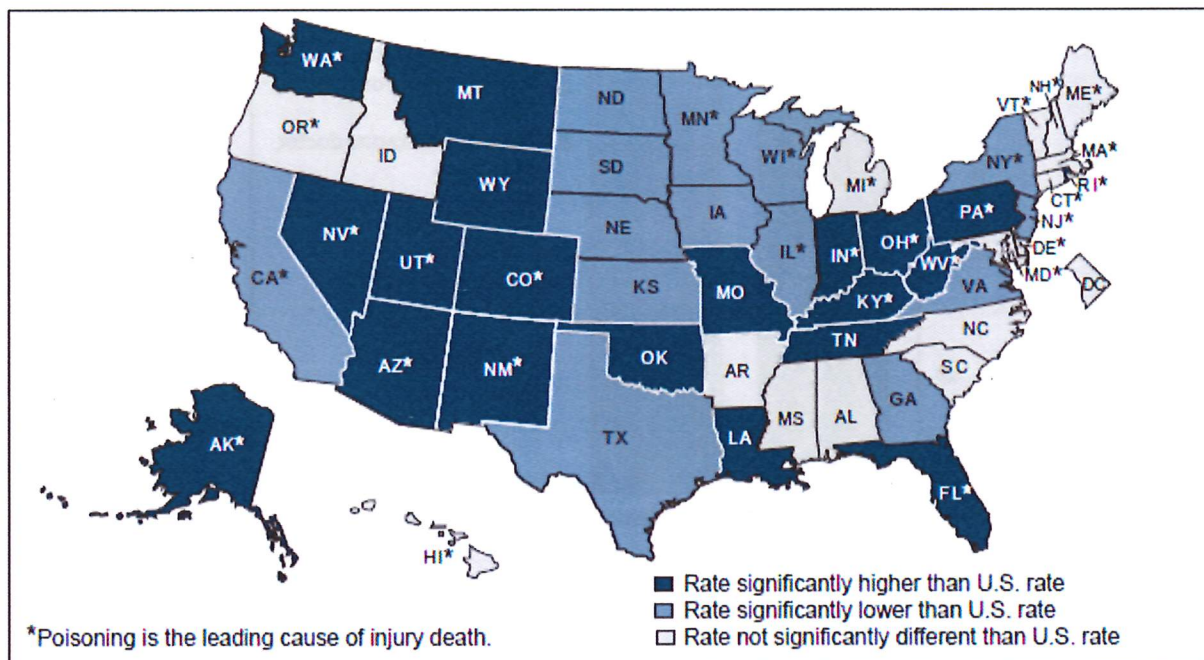 WA*
MT
ND
MN*
NH*
VT*
ME*
OR*
ID
SD
WI*
MI*
NY*
MA*
WY
RI*
CT*
IA
PA*
NJ*
NV*
NE
OH*
DE*
UT*
IL*
IN*
WV*
MD*
CA*
CO*
KS
MO
KY*
VA
DC
NC
TN
AZ*
NM*
OK
AR
SC
MS
AL
GA
TX
LA
AK*
FL*
HI*
Rate significantly higher than U.S. rate
Rate significantly lower than U.S. rate
*Poisoning is the leading cause of injury death.
Rate not significantly different than U.S. rate